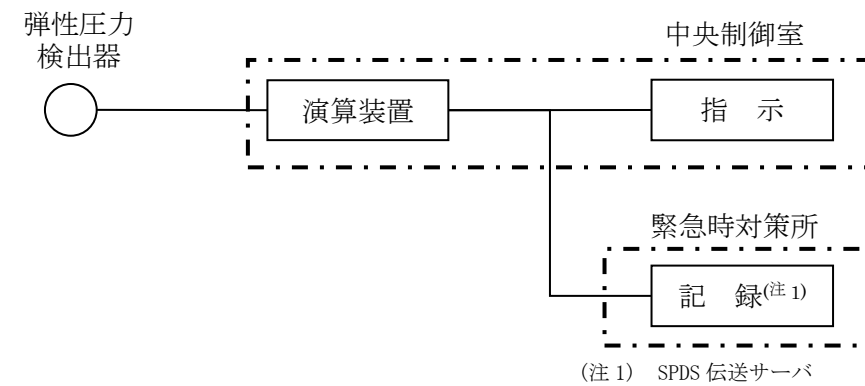 弾性圧力
検出器
中央制御室
演算装置
指　示
緊急時対策所
記　録(注1)
(注1)　SPDS伝送サーバ